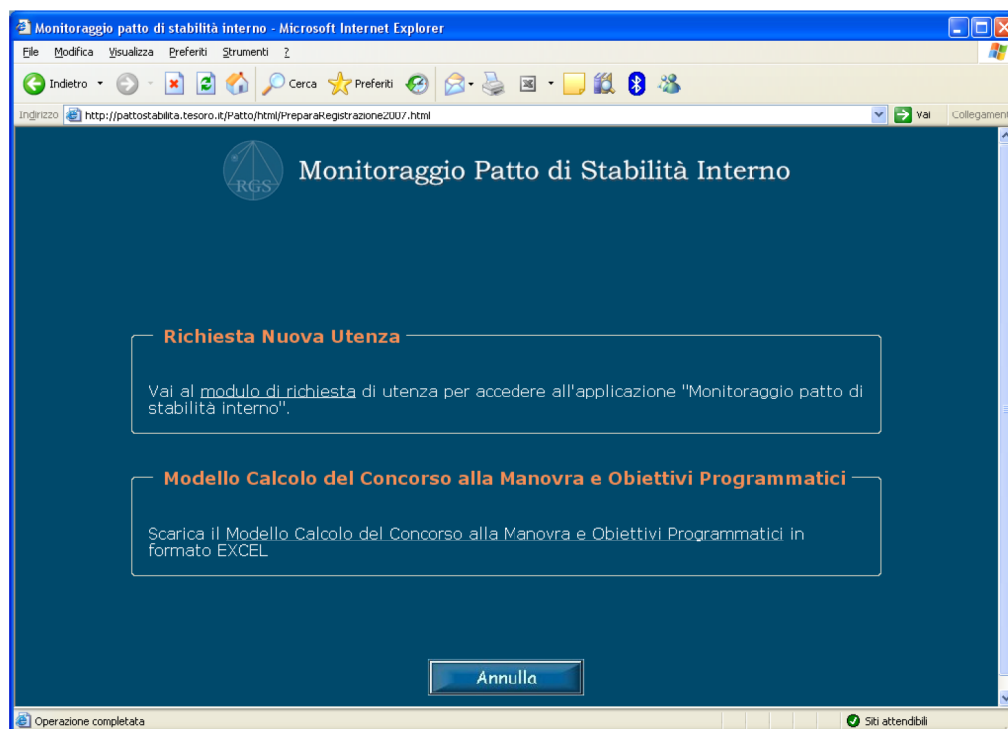 Monitoraggio patto di stabilità interno - Microsoft Internet Explorer
File Modifica Visualizza Preferiti Strumenti ?
Indietro Cerca Preferiti
Indirizzo http://pattostabilita.tesoro.it/Patto/html/PreparaRegistrazione2007.html Vai Collegament
RGS
Monitoraggio Patto di Stabilità Interno
Richiesta Nuova Utenza
Vai al modulo di richiesta di utenza per accedere all'applicazione "Monitoraggio patto di
stabilità interno".
Modello Calcolo del Concorso alla Manovra e Obiettivi Programmatici
Scarica il Modello Calcolo del Concorso alla Manovra e Obiettivi Programmatici in
formato EXCEL
Annulla
Operazione completata Siti attendibili